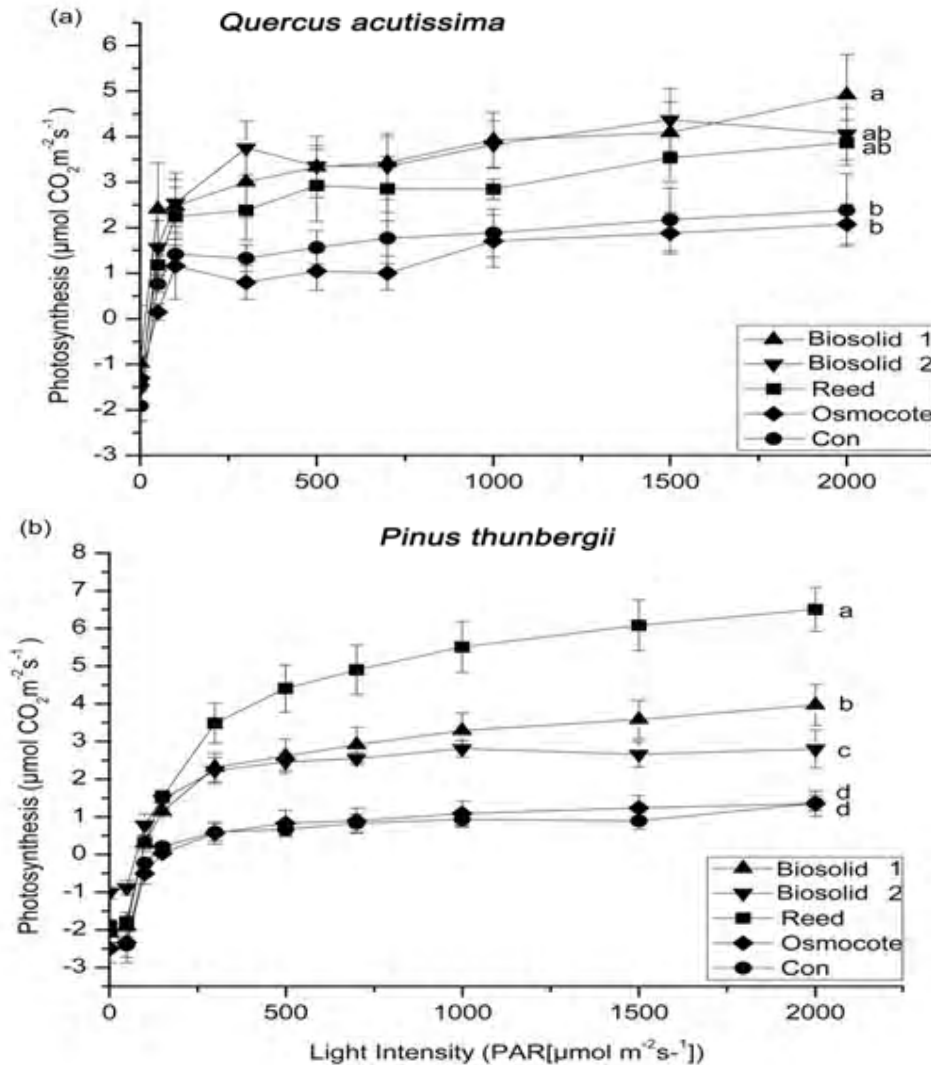 (a)
Quercus acutissima
Photosynthesis (µmol CO2m-2s-1)
6
5
4
3
2
1
0
-1
-2
-3
a
ab
ab
b
b
Biosolid 1
Biosolid 2
Reed
Osmocote
Con
0 500 1000 1500 2000
(b)
Pinus thunbergii
Photosynthesis (µmol CO2m-2s-1)
8
7
6
5
4
3
2
1
0
-1
-2
-3
a
b
c
d
d
Biosolid 1
Biosolid 2
Reed
Osmocote
Con
0 500 1000 1500 2000
Light Intensity (PAR[µmol m-2s-1])